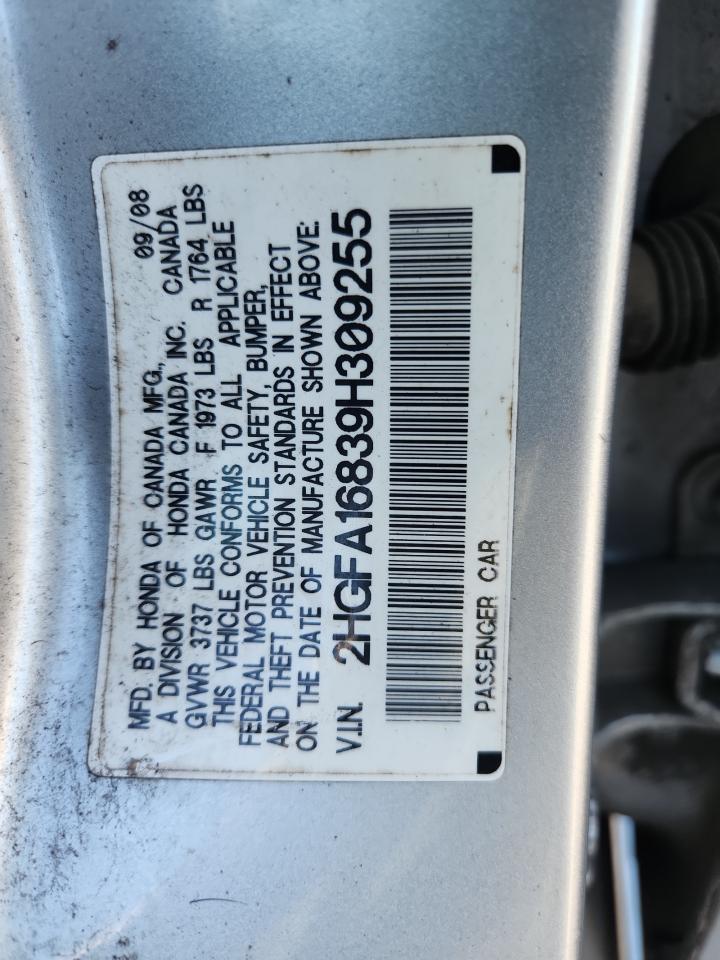 MFD. BY HONDA OF CANADA MFG., 09/08
A DIVISION OF HONDA CANADA INC. CANADA
GVWR 3737 LBS GAWR F 1973 LBS R 1764 LBS
THIS VEHICLE CONFORMS TO ALL APPLICABLE
FEDERAL MOTOR VEHICLE SAFETY, BUMPER,
AND THEFT PREVENTION STANDARDS IN EFFECT
ON THE DATE OF MANUFACTURE SHOWN ABOVE.
V.I.N. 2HGFA16839H309255
PASSENGER CAR